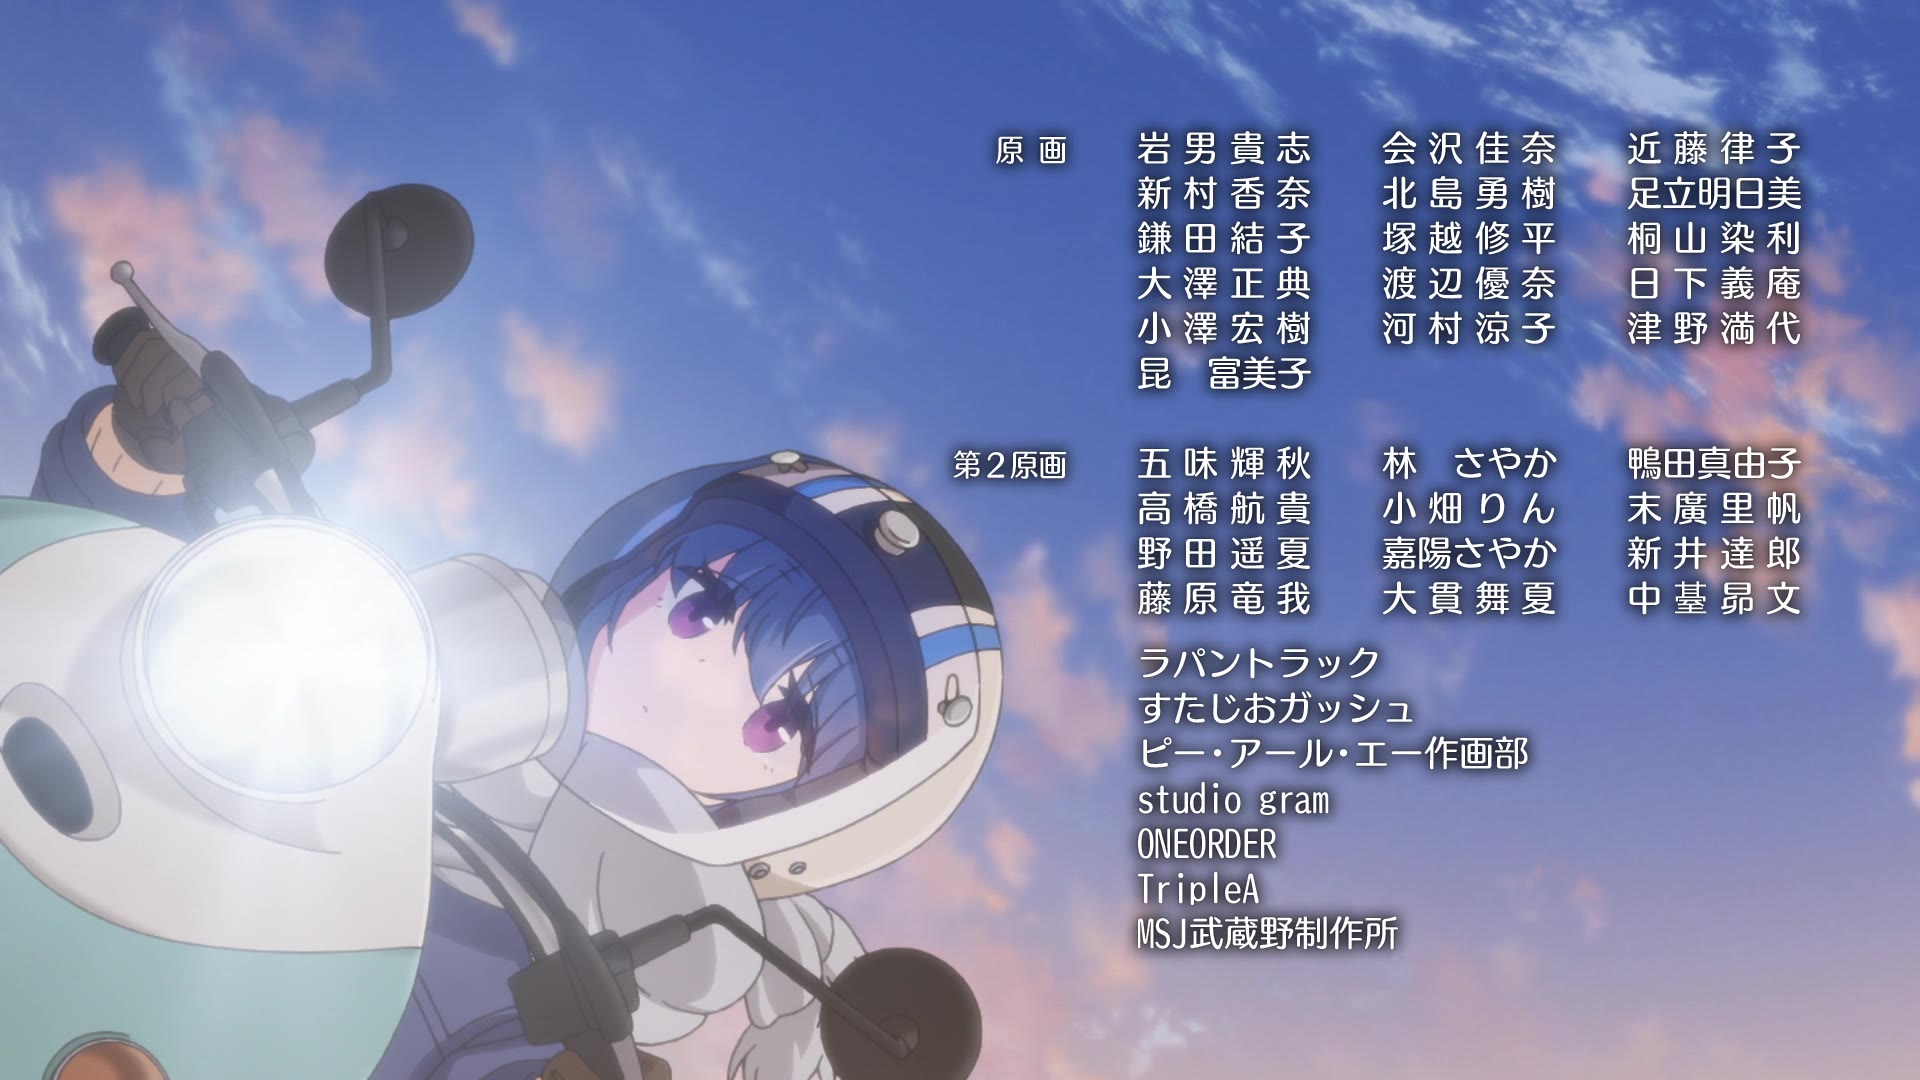 原画 岩男貴志 会沢佳奈 近藤律子
新村香奈 北島勇樹 足立明日美
鎌田結子 塚越修平 桐山染利
大澤正典 渡辺優奈 日下義庵
小澤宏樹 河村涼子 津野満代
昆 富美子
第2原画 五味輝秋 林 さやか 鴨田真由子
高橋航貴 小畑りん 末廣里帆
野田遥夏 嘉陽さやか 新井達郎
藤原竜我 大貫舞夏 中墓昴文
ラパントラック
すたじおガッシュ
ピー・アール・エー作画部
studio gram
ONEORDER
TripleA
MSJ武蔵野制作所